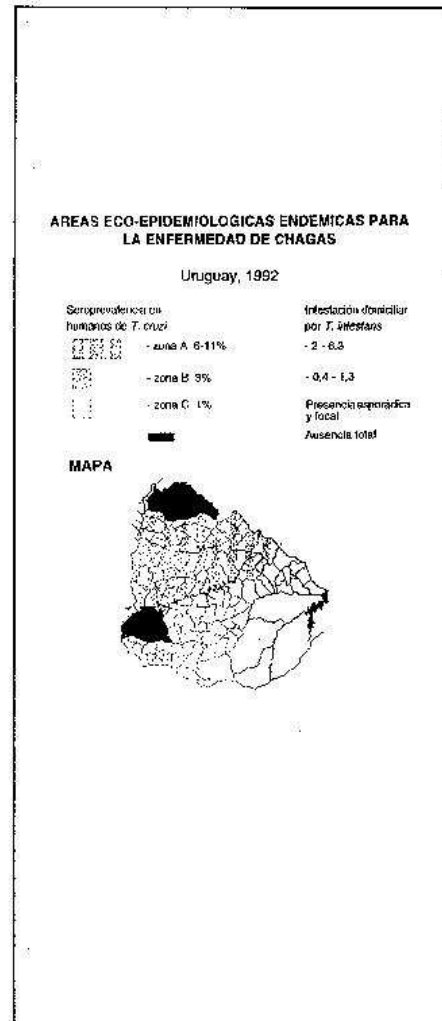 AREAS ECO-EPIDEMIOLOGICAS ENDEMICAS PARA
LA ENFERMEDAD DE CHAGAS
Uruguay, 1992
Seroprevalencia en
humanos de T. cruzi
Infestación domiciliar
por T. infestans
- zona A 6-11%
- 2 - 6.3
- zona B 3%
- 0,4 - 1,3
- zona C 1%
Presencia esporádica
y focal
Ausencia total
MAPA